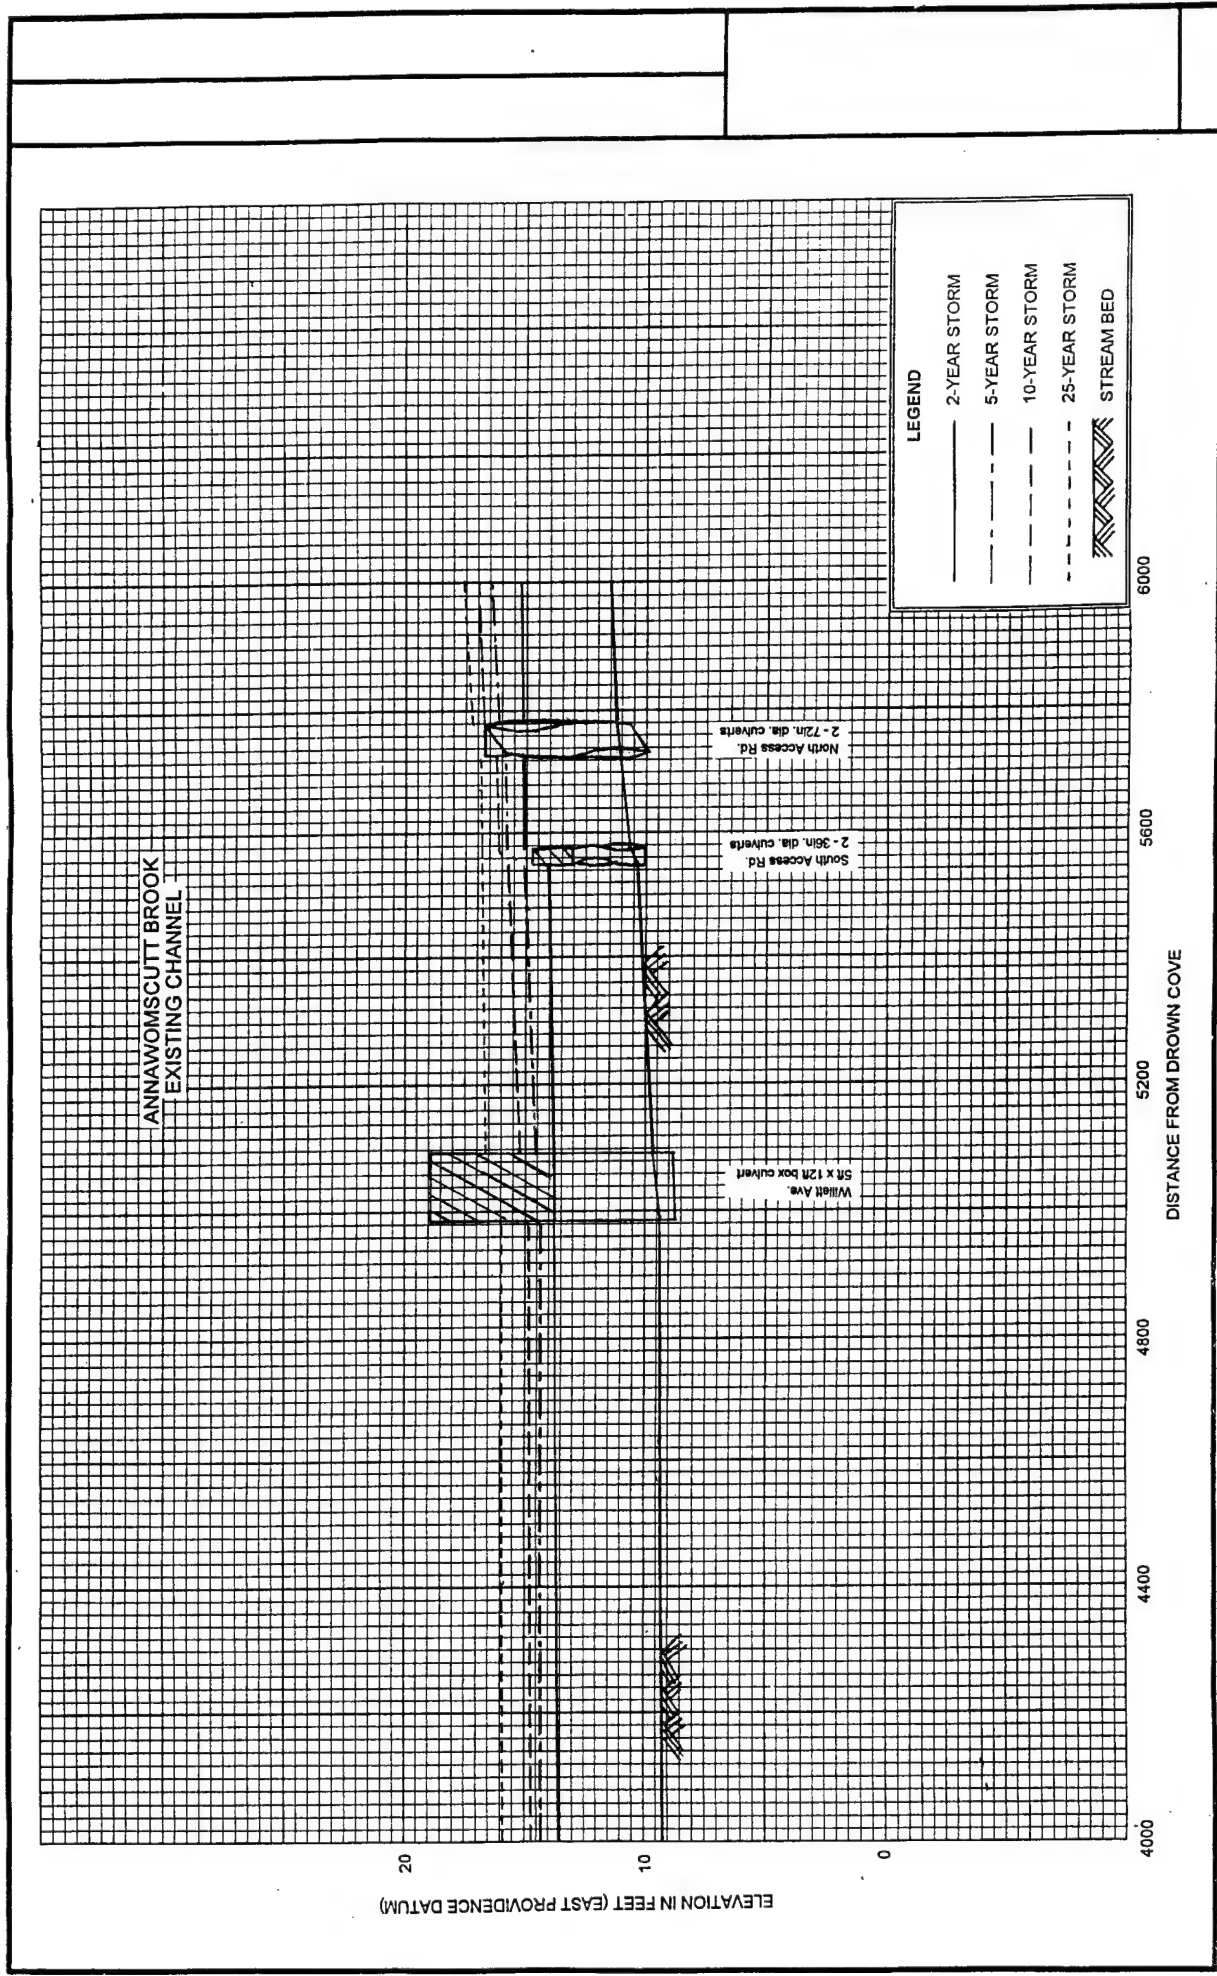 ANNAWOMSCUTT BROOK
EXISTING CHANNEL
ELEVATION IN FEET (EAST PROVIDENCE DATUM)
20
10
0
Willett Ave.
5ft x 12ft box culvert
South Access Rd.
2 - 36in. dia. culverts
North Access Rd.
2 - 72in. dia. culverts
LEGEND
2-YEAR STORM
5-YEAR STORM
10-YEAR STORM
25-YEAR STORM
STREAM BED
4000
4400
4800
5200
5600
6000
DISTANCE FROM DROWN COVE